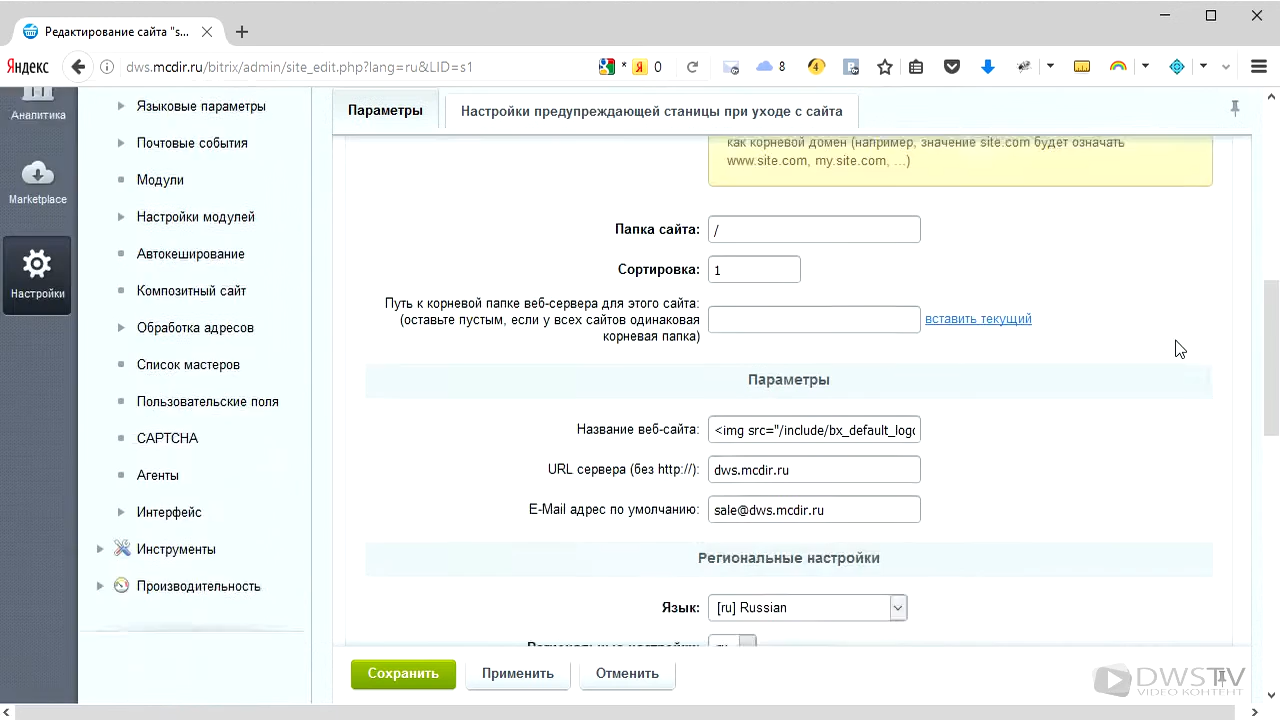 Редактирование сайта "s...
Яндекс
dws.mcdir.ru/bitrix/admin/site_edit.php?lang=ru&LID=s1
* Я 0
8
4
Аналитика
Marketplace
Настройки
Языковые параметры
Почтовые события
Модули
Настройки модулей
Автокеширование
Композитный сайт
Обработка адресов
Список мастеров
Пользовательские поля
CAPTCHA
Агенты
Интерфейс
Инструменты
Производительность
Параметры
Настройки предупреждающей станицы при уходе с сайта
как корневой домен (например, значение site.com будет означать
www.site.com, my.site.com, ...)
Папка сайта: /
Сортировка: 1
Путь к корневой папке веб-сервера для этого сайта:
(оставьте пустым, если у всех сайтов одинаковая
корневая папка)
вставить текущий
Параметры
Название веб-сайта: <img src="/include/bx_default_logo
URL сервера (без http://): dws.mcdir.ru
E-Mail адрес по умолчанию: sale@dws.mcdir.ru
Региональные настройки
Язык: [ru] Russian
Региональные настройки: ru
Сохранить
Применить
Отменить
DWSTV
ВИДЕО КОНТЕНТ